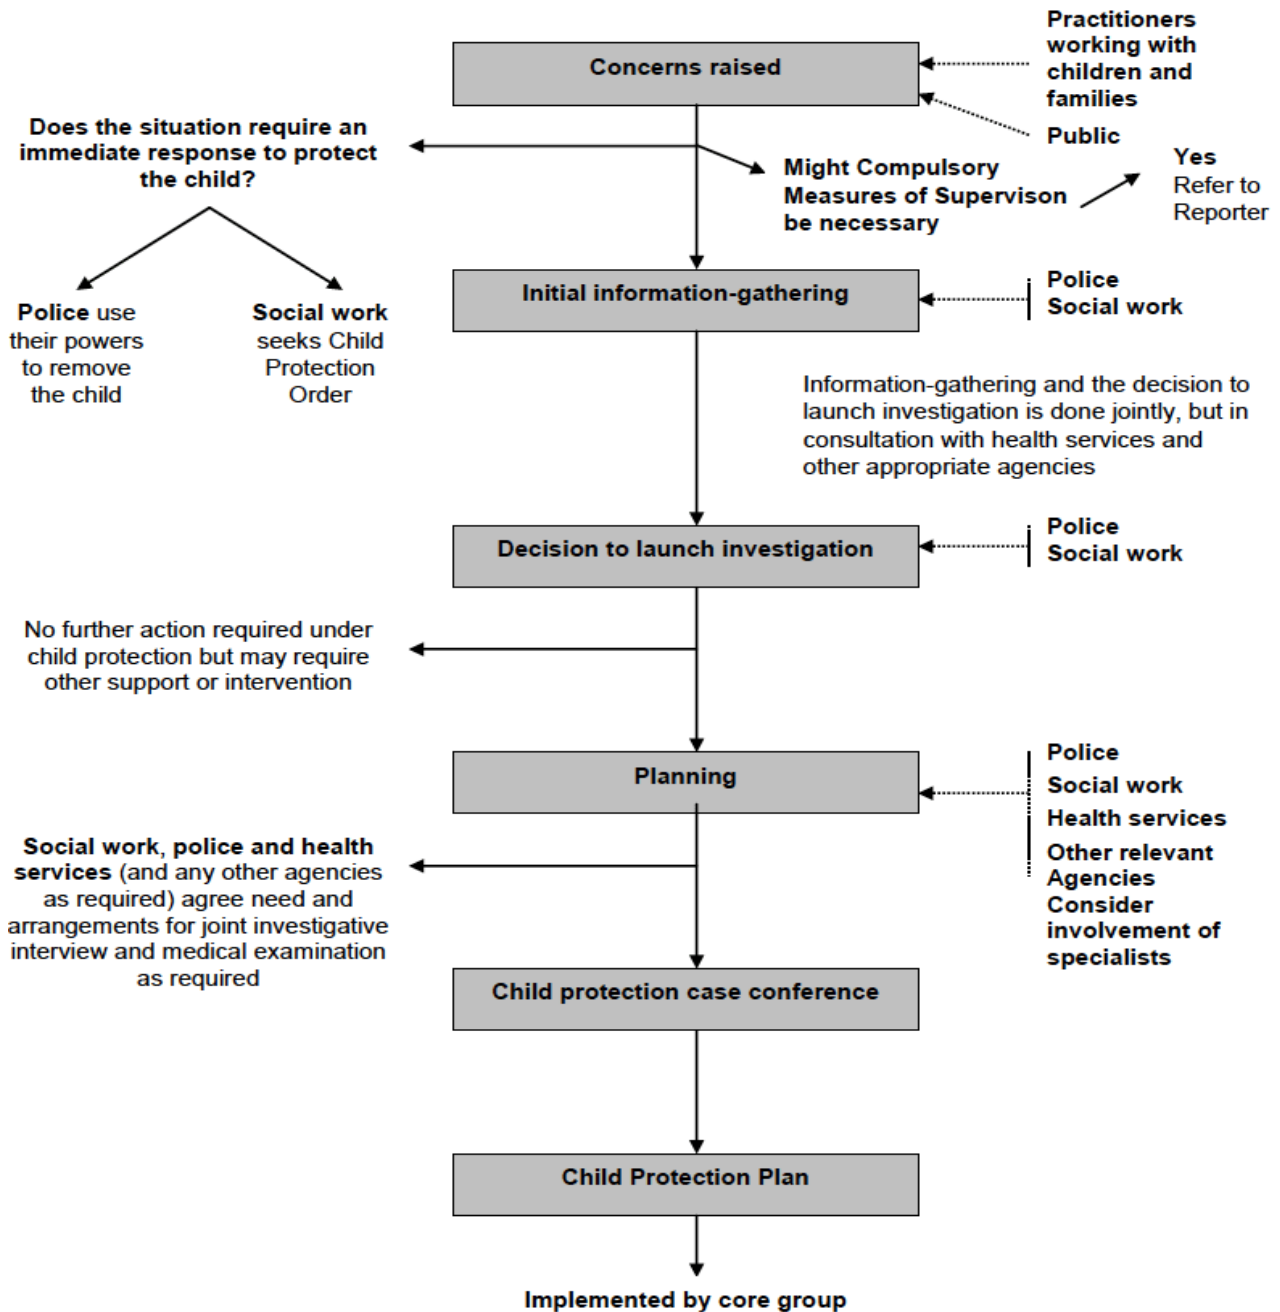 Concerns raised
Practitioners
working with
children and
families
Public
Does the situation require an
immediate response to protect
the child?
Might Compulsory
Measures of Supervison
be necessary
Yes
Refer to
Reporter
Police use
their powers
to remove
the child
Social work
seeks Child
Protection
Order
Initial information-gathering
Police
Social work
Information-gathering and the decision to
launch investigation is done jointly, but in
consultation with health services and
other appropriate agencies
Decision to launch investigation
Police
Social work
No further action required under
child protection but may require
other support or intervention
Planning
Police
Social work
Health services
Other relevant
Agencies
Consider
involvement of
specialists
Social work, police and health
services (and any other agencies
as required) agree need and
arrangements for joint investigative
interview and medical examination
as required
Child protection case conference
Child Protection Plan
Implemented by core group